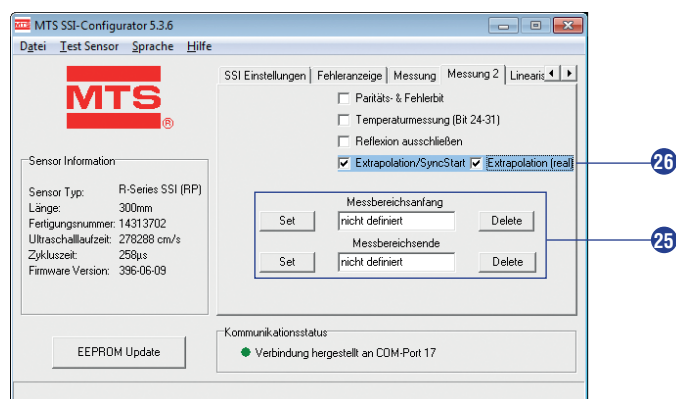 MTS SSI-Configurator 5.3.6
Datei Test Sensor Sprache Hilfe
MTS
®
SSI Einstellungen Fehleranzeige Messung Messung 2 Linearis
Paritäts- & Fehlerbit
Temperaturmessung (Bit 24-31)
Reflexion ausschließen
Extrapolation/SyncStart Extrapolation (real)
26
Sensor Information
Sensor Typ: R-Series SSI (RP)
Länge: 300mm
Fertigungsnummer: 14313702
Ultraschalllaufzeit: 278288 cm/s
Zykluszeit: 258µs
Firmware Version: 396-06-09
Messbereichsanfang
Set nicht definiert Delete
25
Messbereichsende
Set nicht definiert Delete
EEPROM Update
Kommunikationsstatus
Verbindung hergestellt an COM-Port 17